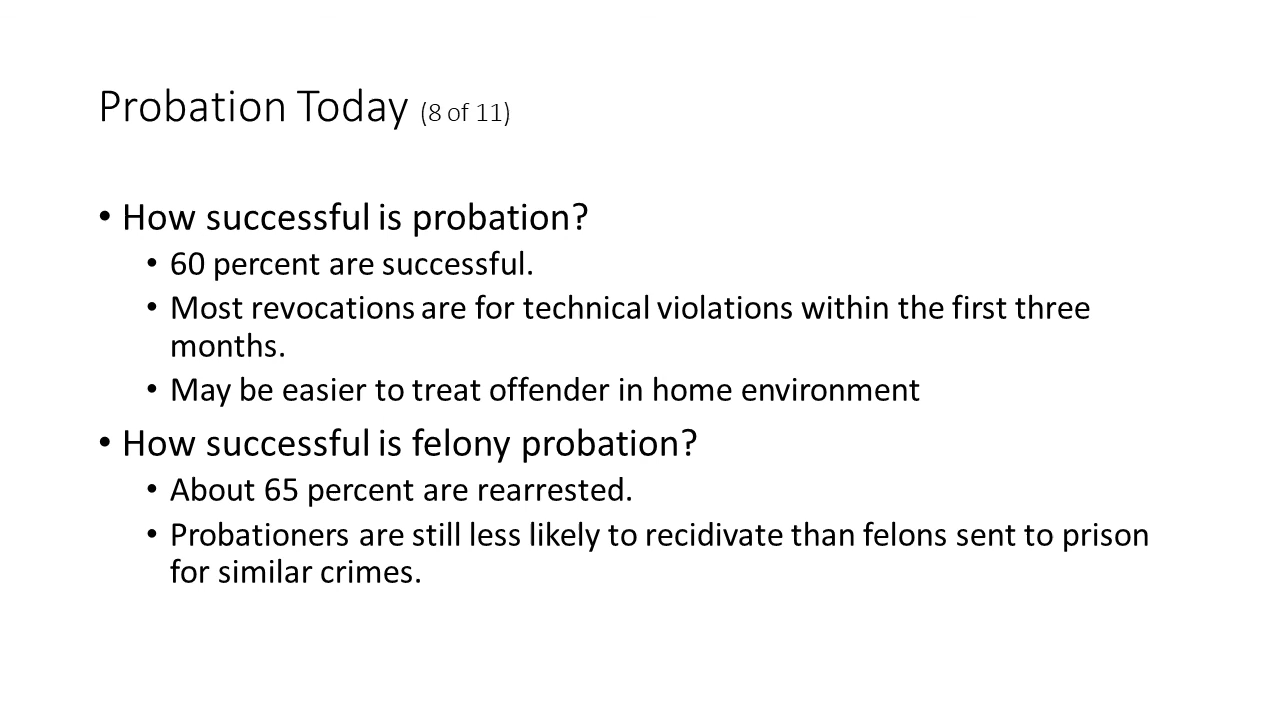 Probation Today (8 of 11)
• How successful is probation?
• 60 percent are successful.
• Most revocations are for technical violations within the first three
months.
• May be easier to treat offender in home environment
• How successful is felony probation?
• About 65 percent are rearrested.
• Probationers are still less likely to recidivate than felons sent to prison
for similar crimes.